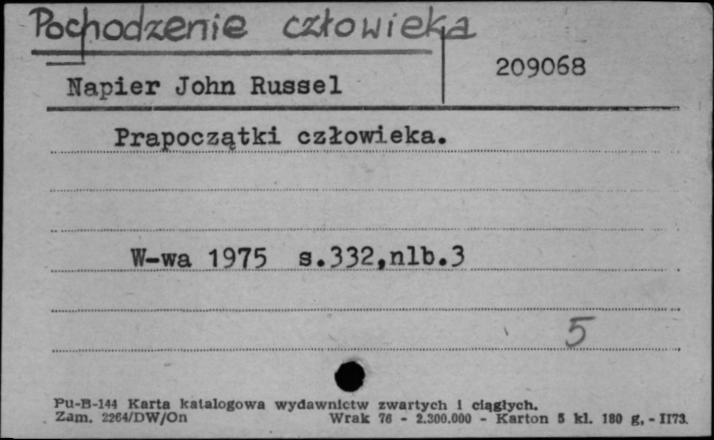 Pochodzenie człowieka
209068
Napier John Russel
Prapoczątki człowieka.
W-wa 1975 s.332,nlb.3
5
Pu-B-144 Karta katalogowa wydawnictw zwartych i ciągłych.
Zam. 2264/DW/On Wrak 76 - 2.300.000 - Karton 5 kl. 180 g. - II73.